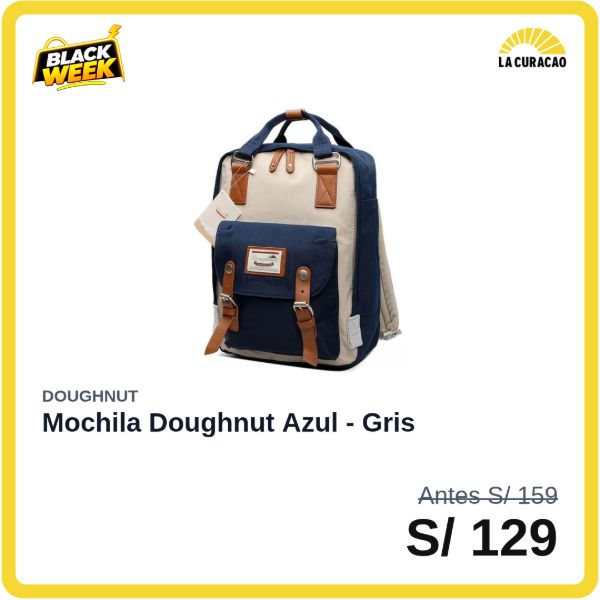 BLACK
WEEK
LA CURACAO
DOUGHNUT
Mochila Doughnut Azul - Gris
Antes S/ 159
S/ 129